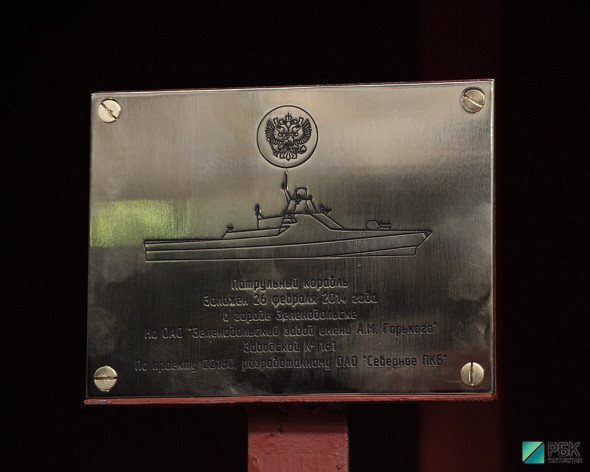 Патрульный корабль
Заложен 26 февраля 2014 года
в городе Зеленодольске
На ОАО "Зеленодольский завод имени А.М. Горького"
Заводской № 161
По проекту 22160, разработанному ОАО "Северное ПКБ"
РБК
ТАТАРСТАН